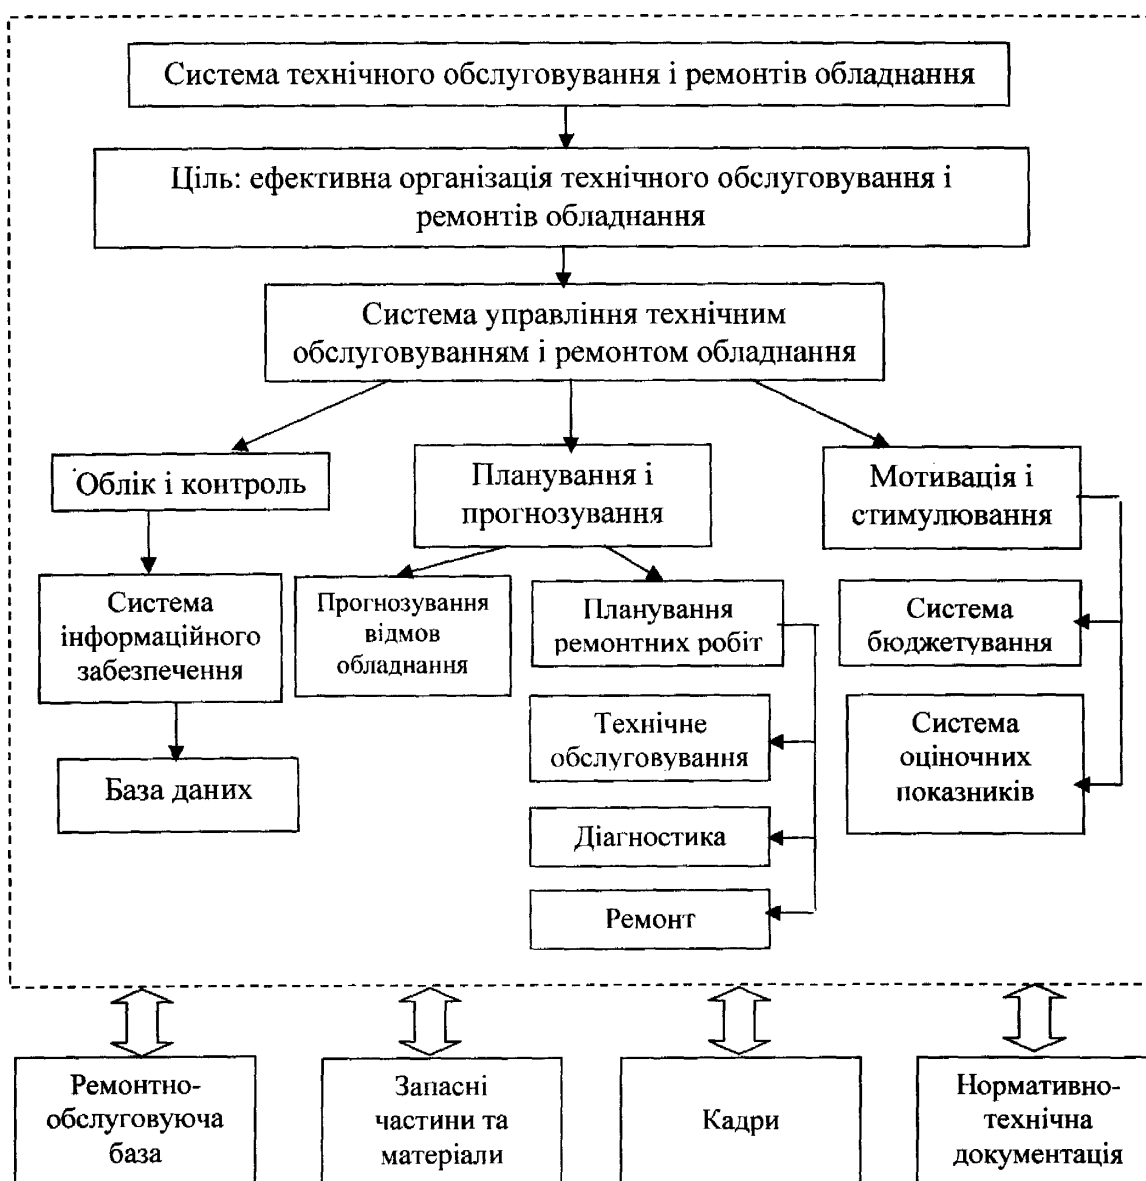 Система технічного обслуговування і ремонтів обладнання
Ціль: ефективна організація технічного обслуговування і
ремонтів обладнання
Система управління технічним
обслуговуванням і ремонтом обладнання
Облік і контроль
Планування і
прогнозування
Мотивація і
стимулювання
Система
інформаційного
забезпечення
Прогнозування
відмов
обладнання
Планування
ремонтних робіт
Система
бюджетування
Технічне
обслуговування
Система
оціночних
показників
База даних
Діагностика
Ремонт
Ремонтно-
обслуговуюча
база
Запасні
частини та
матеріали
Кадри
Нормативно-
технічна
документація